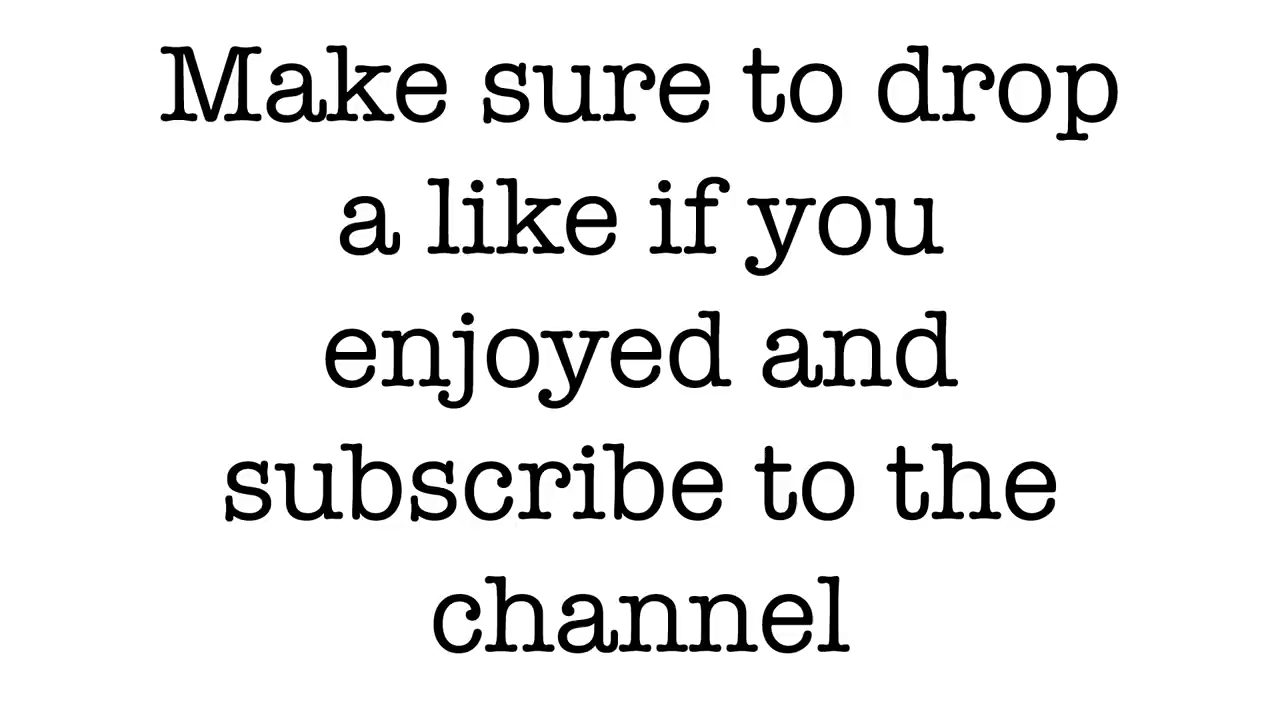 Make sure to drop
a like if you
enjoyed and
subscribe to the
channel